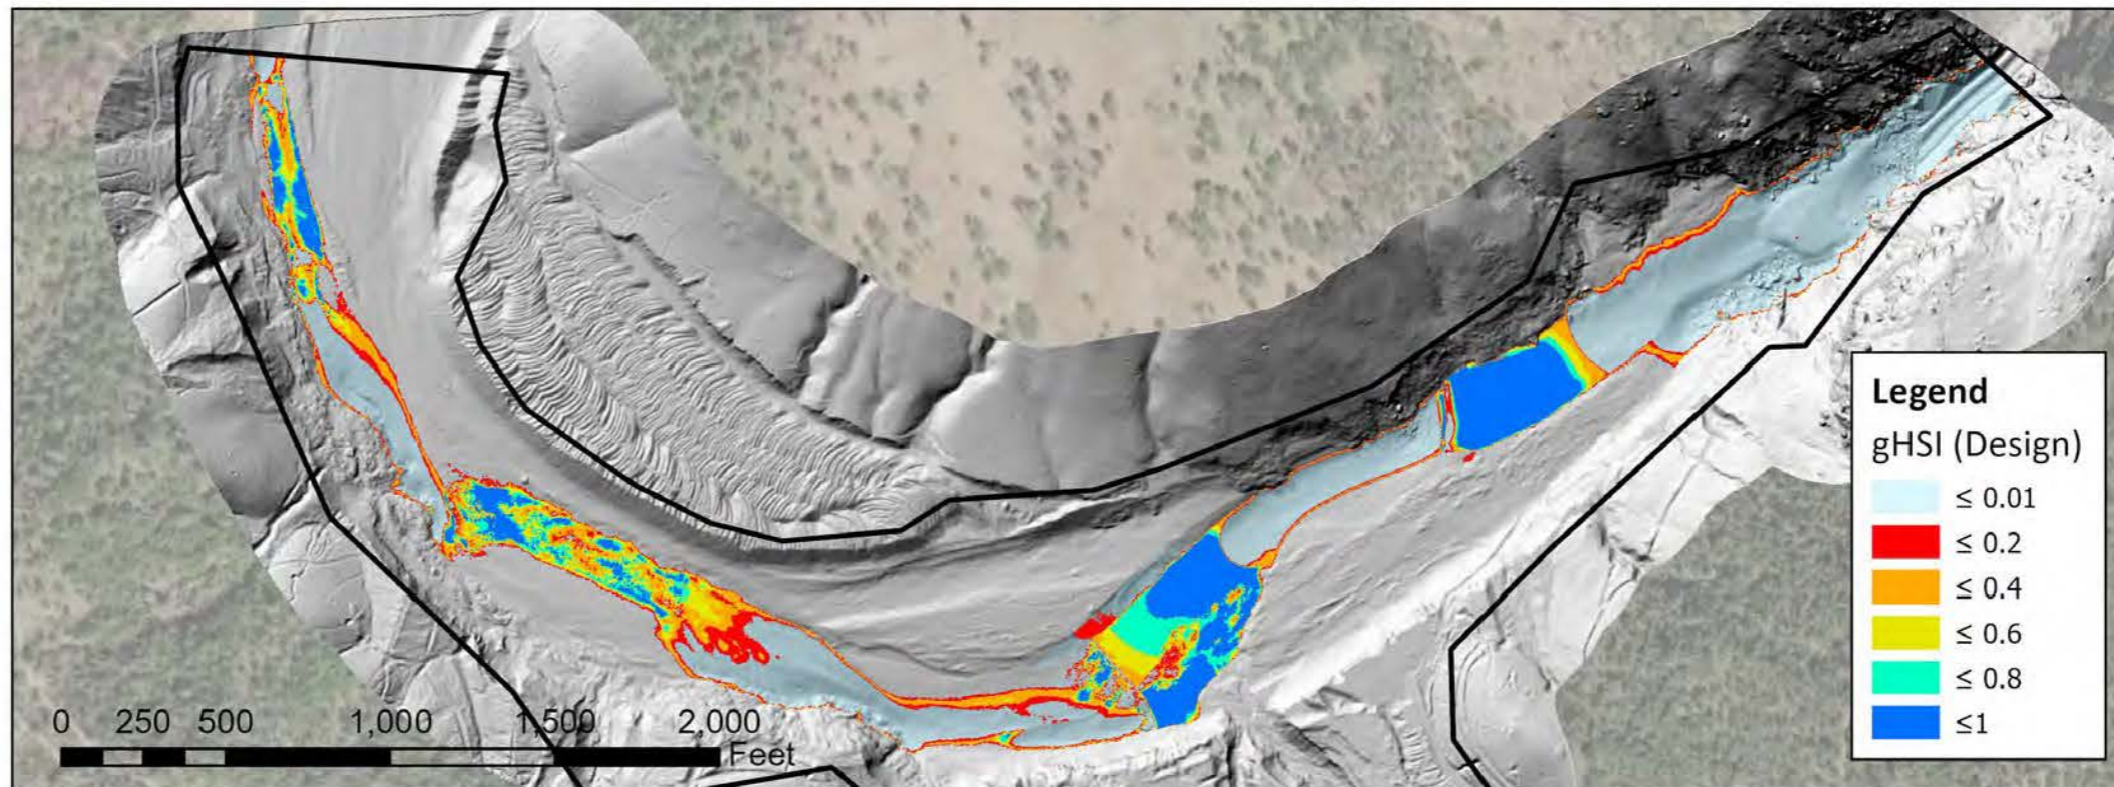 Legend
gHSI (Design)
≤ 0.01
≤ 0.2
≤ 0.4
≤ 0.6
≤ 0.8
≤1
0 250 500 1,000 1,500 2,000
Feet